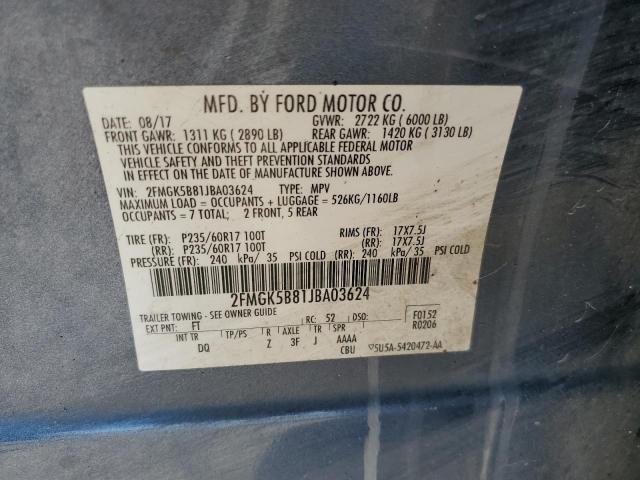 MFD. BY FORD MOTOR CO.
DATE: 08/17 GVWR: 2722 KG ( 6000 LB)
FRONT GAWR: 1311 KG ( 2890 LB) REAR GAWR: 1420 KG ( 3130 LB)
THIS VEHICLE CONFORMS TO ALL APPLICABLE FEDERAL MOTOR
VEHICLE SAFETY AND THEFT PREVENTION STANDARDS
IN EFFECT ON THE DATE OF MANUFACTURE SHOWN ABOVE.
VIN: 2FMGK5B81JBA03624 TYPE: MPV
MAXIMUM LOAD = OCCUPANTS + LUGGAGE = 526KG/1160LB
OCCUPANTS = 7 TOTAL; 2 FRONT, 5 REAR
TIRE (FR): P235/60R17 100T RIMS (FR): 17X7.5J
(RR): P235/60R17 100T (RR): 17X7.5J
PRESSURE (FR): 240 kPa/ 35 PSI COLD (RR): 240 kPa/ 35 PSI COLD
2FMGK5B81JBA03624
TRAILER TOWING - SEE OWNER GUIDE
EXT PNT: FT RC: 52 DSO: F0152
R0206
INT TR TP/PS R AXLE TR SPR
DQ Z 3F J AAAA
CBU
5U5A-5420472-AA